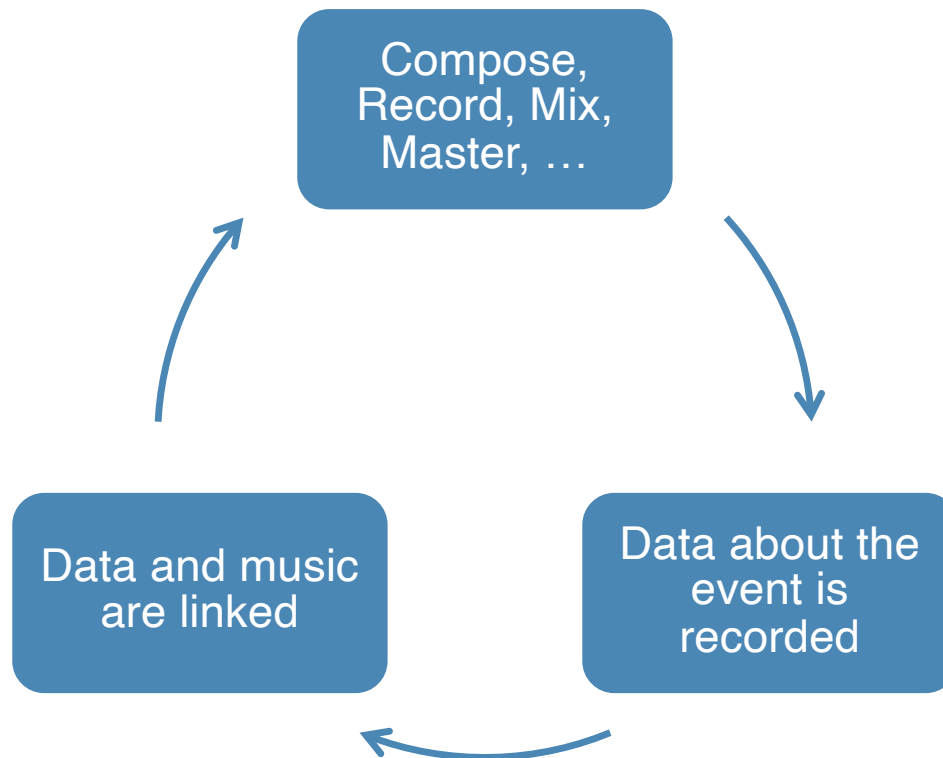 Compose,
Record, Mix,
Master, …
Data about the
event is
recorded
Data and music
are linked